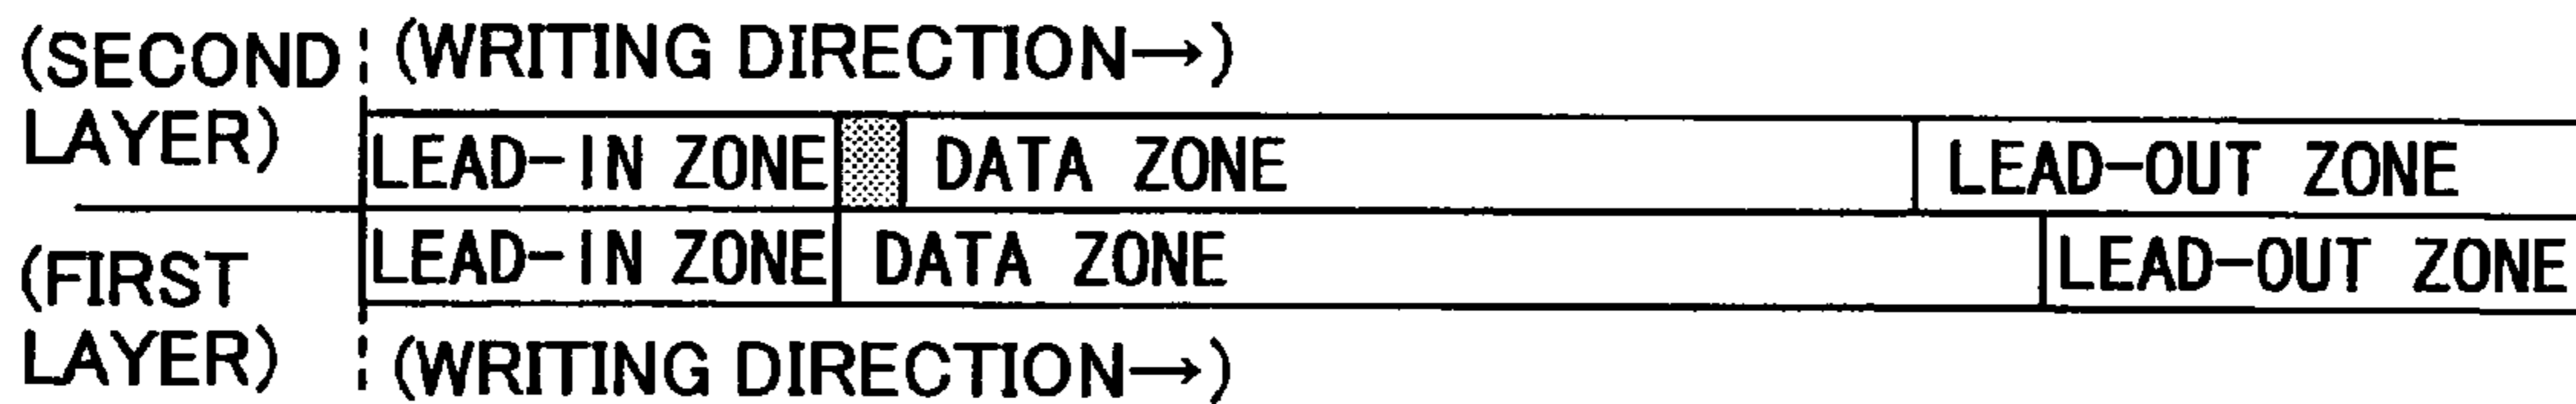 (SECOND LAYER)
(WRITING DIRECTION→)
LEAD-IN ZONE
DATA ZONE
LEAD-OUT ZONE
(FIRST LAYER)
LEAD-IN ZONE
DATA ZONE
LEAD-OUT ZONE
(WRITING DIRECTION→)